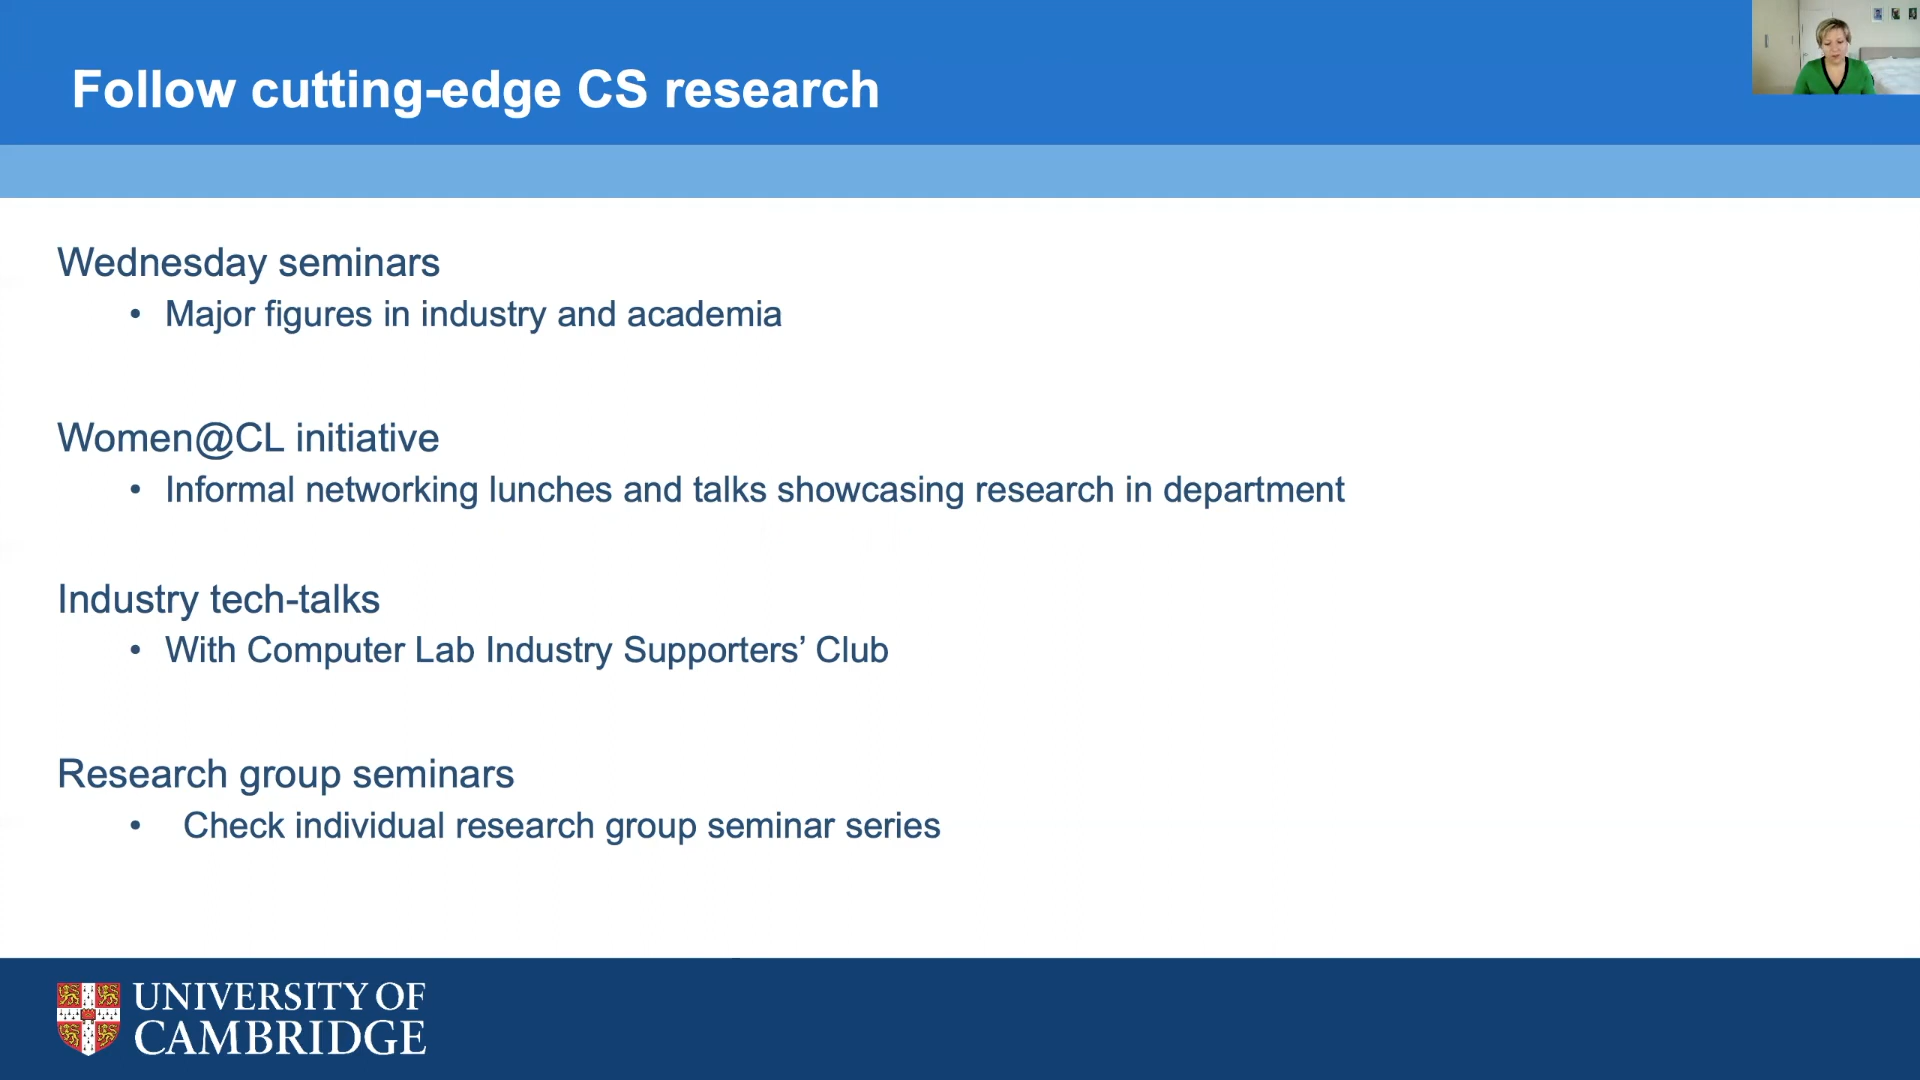 Follow cutting-edge CS research
Wednesday seminars
• Major figures in industry and academia
Women@CL initiative
• Informal networking lunches and talks showcasing research in department
Industry tech-talks
• With Computer Lab Industry Supporters’ Club
Research group seminars
• Check individual research group seminar series
UNIVERSITY OF
CAMBRIDGE